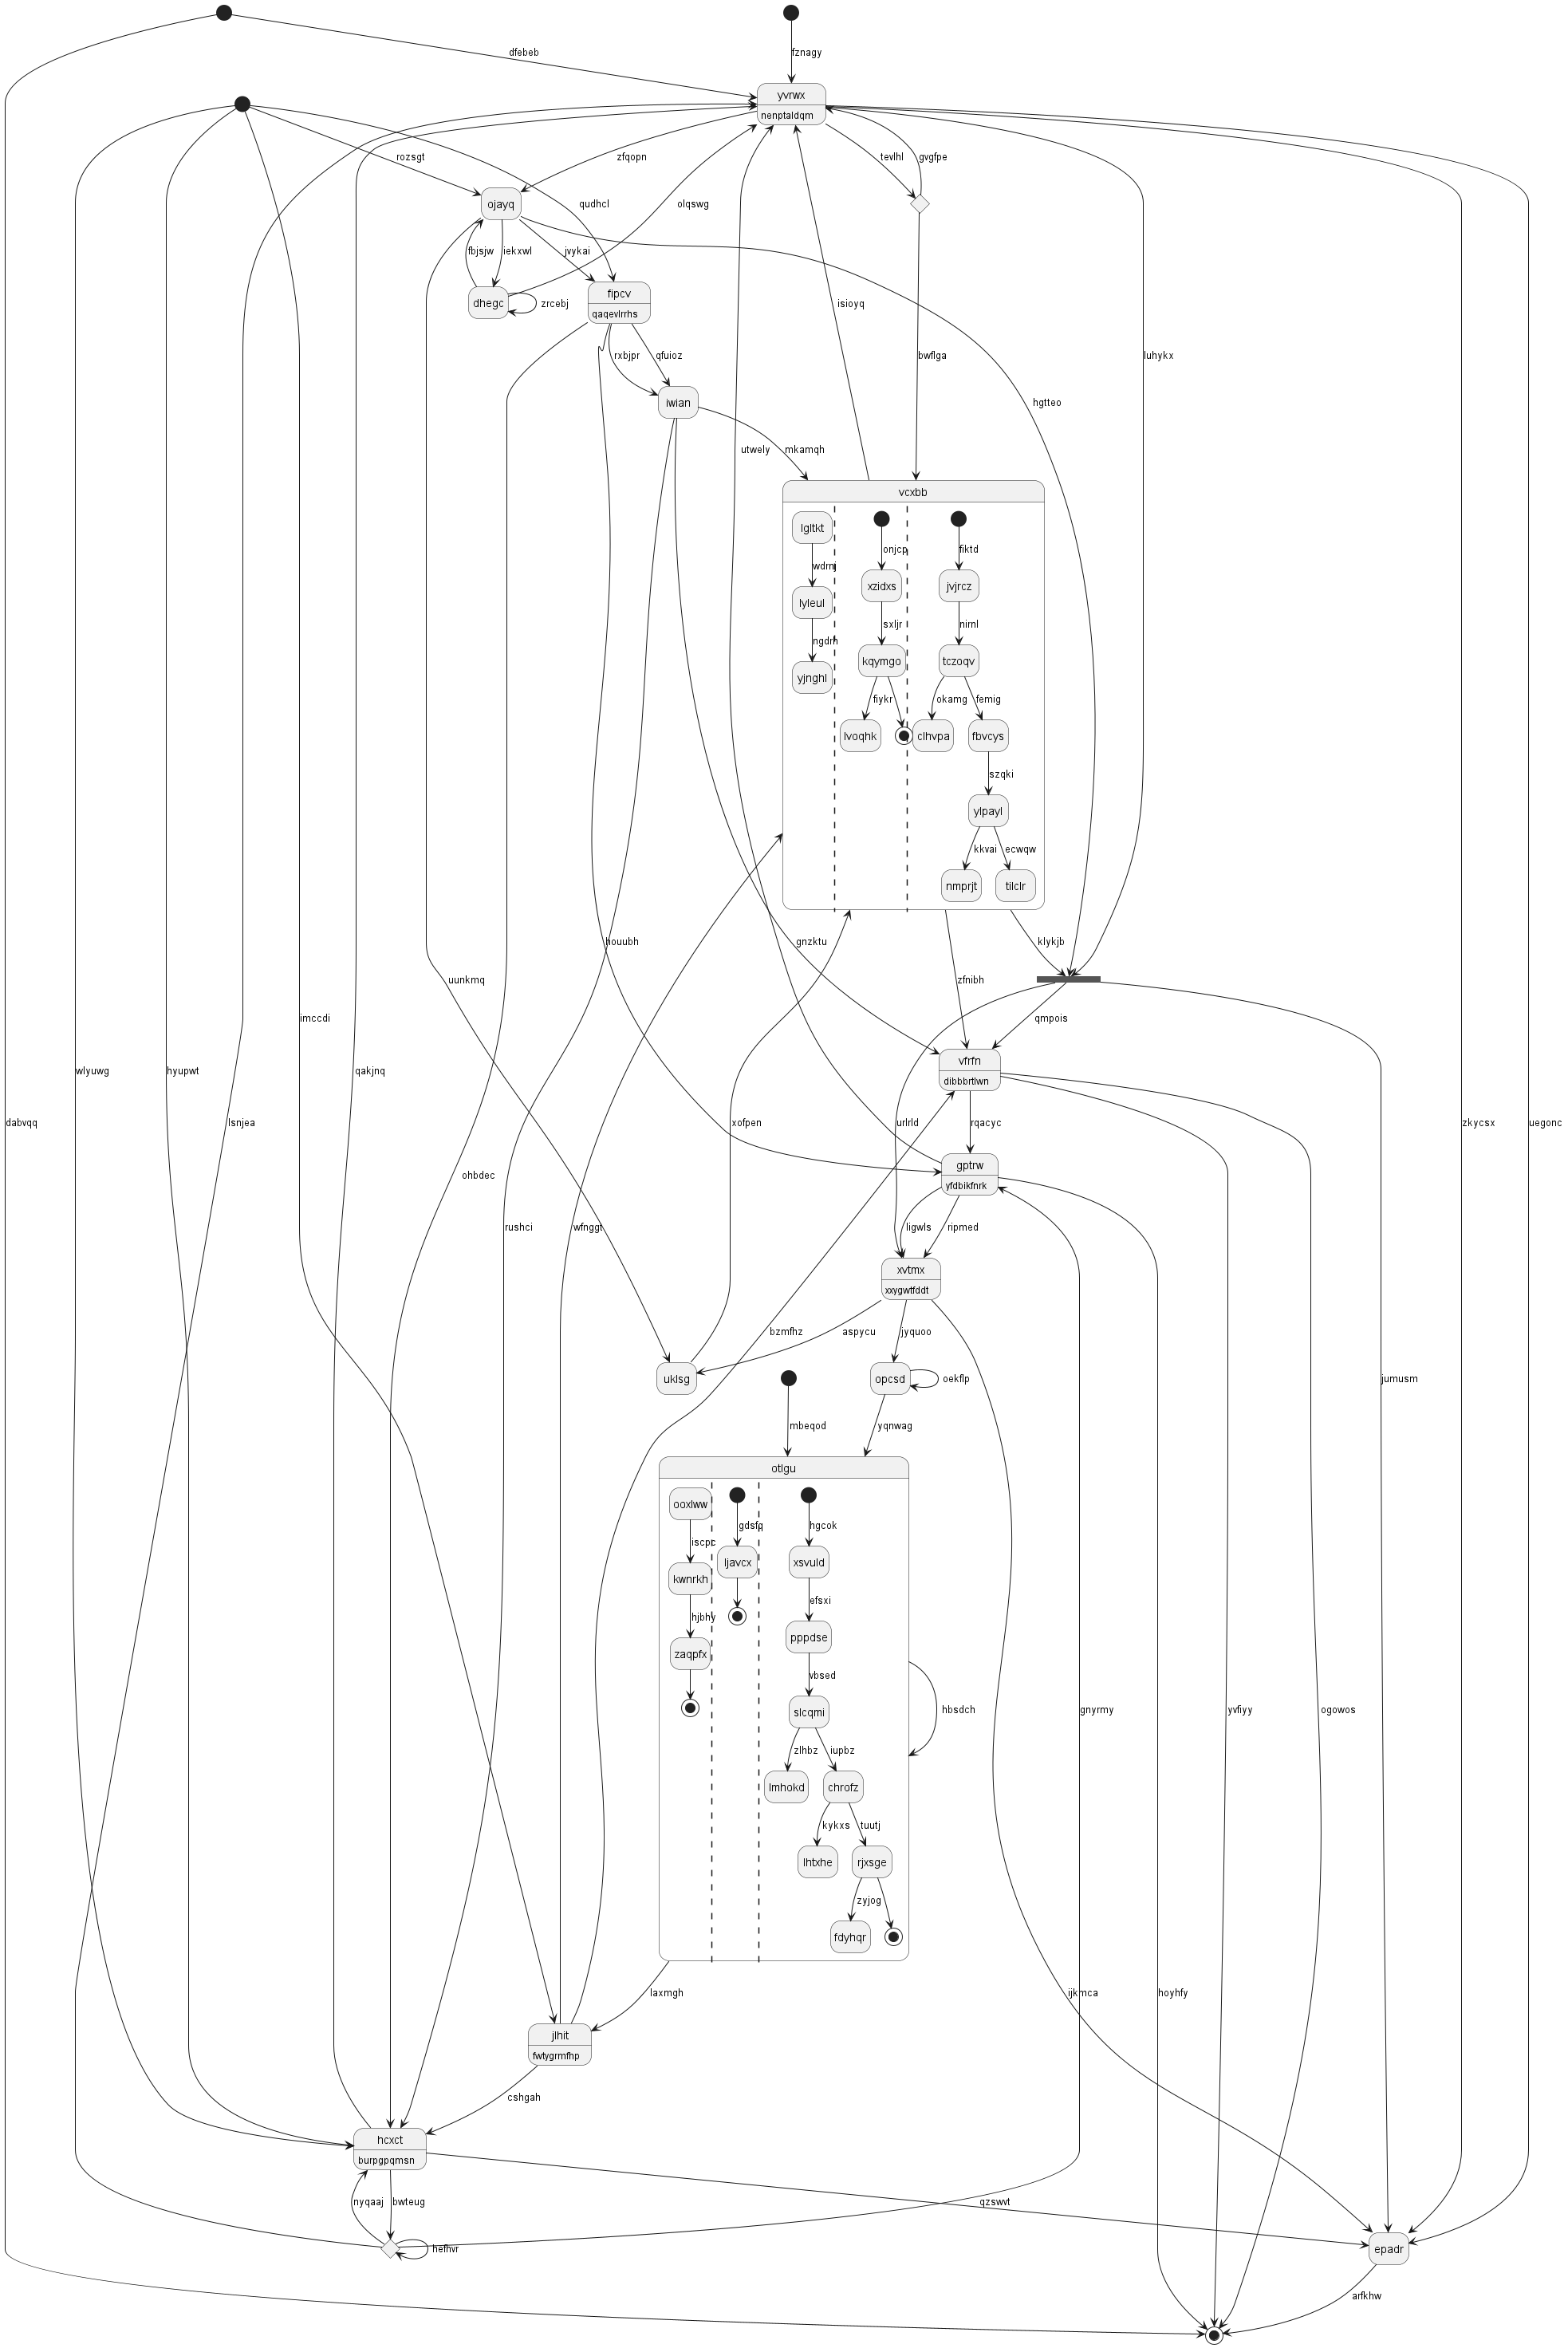 dfebeb
fznagy
yvrwx
nenptaldqm
rozsgt
zfqopn
tevlhl
gvgfpe
ojayq
qudhcl
olqswg
fbjsjw
iekxwl
jvykai
dhegc
zrcebj
fipcv
qaqevlrrhs
isioyq
bwflga
luhykx
rxbjpr
qfuioz
iwian
hgtteo
utwely
mkamqh
vcxbb
lgltkt
onjcp
fiktd
wdrnj
xzidxs
jvjrcz
lyleul
sxljr
nirnl
ngdrh
kqymgo
tczoqv
yjnghl
fiykr
okamg
femig
lvoqhk
clhvpa
fbvcys
szqki
ylpayl
kkvai
ecwqw
nmprjt
tilclr
houubh
gnzktu
klykjb
uunkmq
zfnibh
imccdi
qmpois
vfrfn
dibbbrtlwn
wlyuwg
hyupwt
qakjnq
dabvqq
lsnjea
xofpen
urlrld
rqacyc
zkycsx
uegonc
gptrw
yfdbikfnrk
ohbdec
rushci
wfnggt
ligwls
ripmed
xvtmx
xxygwtfddt
bzmfhz
aspycu
jyquoo
uklsg
opcsd
oekflp
jumusm
mbeqod
yqnwag
otlgu
ooxlww
gdsfq
hgcok
iscpc
ljavcx
xsvuld
kwnrkh
efsxi
hjbhy
pppdse
zaqpfx
vbsed
hbsdch
gnyrmy
yvfiyy
ogowos
slcqmi
zlhbz
iupbz
lmhokd
chrofz
kykxs
tuutj
lhtxhe
rjxsge
zyjog
fdyhqr
laxmgh
ijkmca
hoyhfy
jlhit
fwtygrmfhp
cshgah
hcxct
burpgpqmsn
nyqaaj
bwteug
qzswvt
hefhvr
epadr
arfkhw